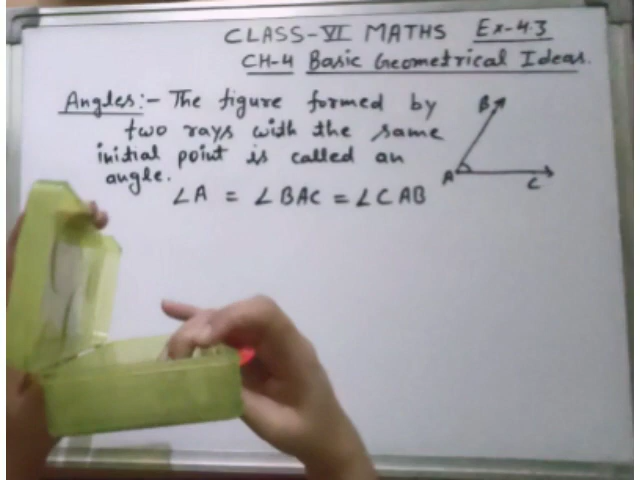 CLASS-VI MATHS Ex-4.3
CH-4 Basic Geometrical Ideas.
Angles:- The figure formed by
two rays with the same
initial point is called an
angle.
∠A = ∠BAC = ∠CAB
B
A
C